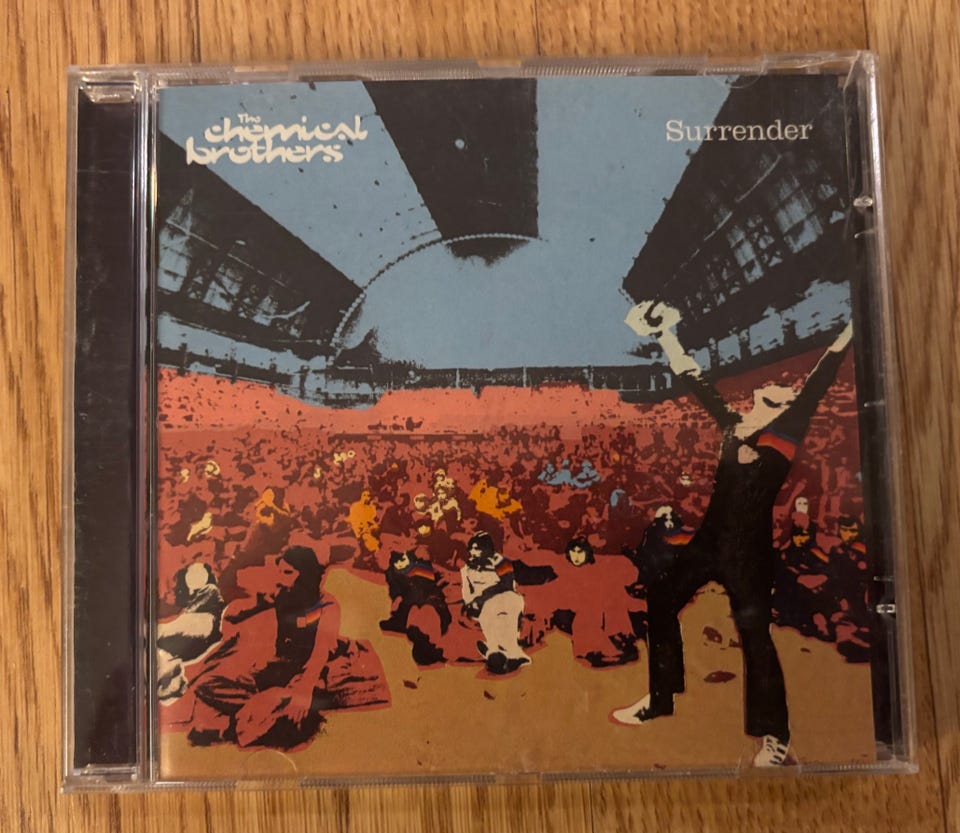 The
chemical
brothers
Surrender